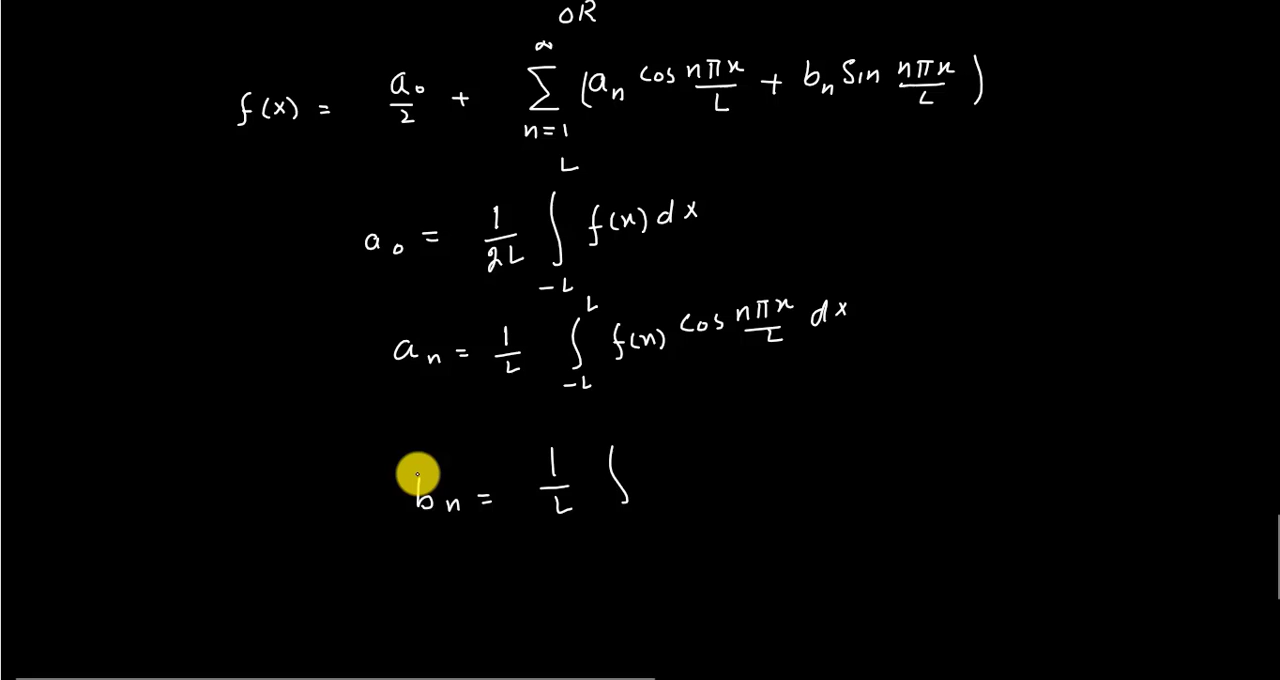 OR
f(x) = a₀/2 + ∑_{n=1}^{∞} (aₙ cos nπx/L + bₙ Sin nπx/L)
a₀ = 1/2L ∫_{-L}^{L} f(x) dx
aₙ = 1/L ∫_{-L}^{L} f(x) cos nπx/L dx
bₙ = 1/L ∫